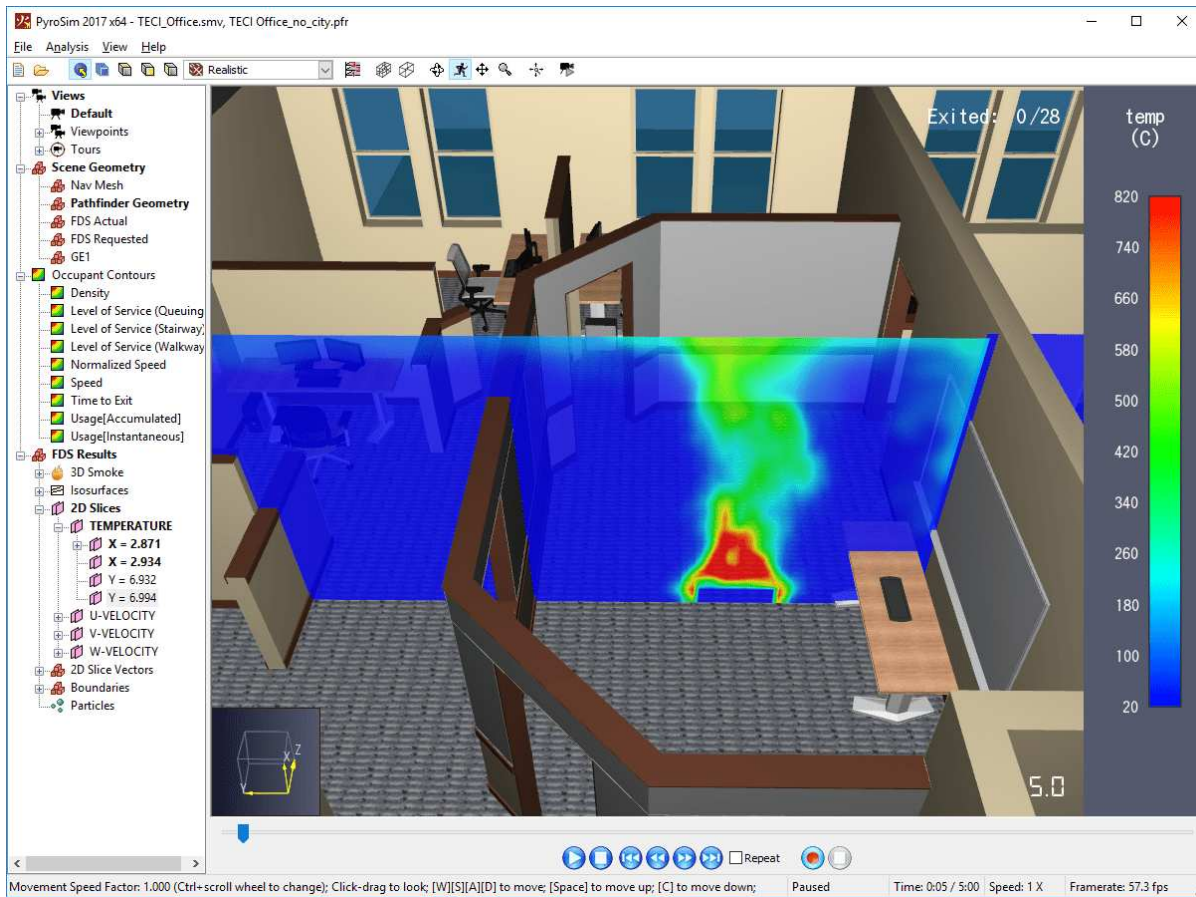 PyroSim 2017 x64 - TECI_Office.smv, TECI Office_no_city.pfr
File Analysis View Help
Realistic
Views
Default
Viewpoints
Tours
Scene Geometry
Nav Mesh
Pathfinder Geometry
FDS Actual
FDS Requested
GE1
Occupant Contours
Density
Level of Service (Queuing
Level of Service (Stairway)
Level of Service (Walkway
Normalized Speed
Speed
Time to Exit
Usage[Accumulated]
Usage[Instantaneous]
FDS Results
3D Smoke
Isosurfaces
2D Slices
TEMPERATURE
X = 2.871
X = 2.934
Y = 6.932
Y = 6.994
U-VELOCITY
V-VELOCITY
W-VELOCITY
2D Slice Vectors
Boundaries
Particles
Exited: 0/28
temp
(C)
820
740
660
580
500
420
340
260
180
100
20
X Z
Y
5.0
Repeat
Movement Speed Factor: 1.000 (Ctrl+scroll wheel to change); Click-drag to look; [W][S][A][D] to move; [Space] to move up; [C] to move down; Paused Time: 0:05 / 5:00 Speed: 1 X Framerate: 57.3 fps